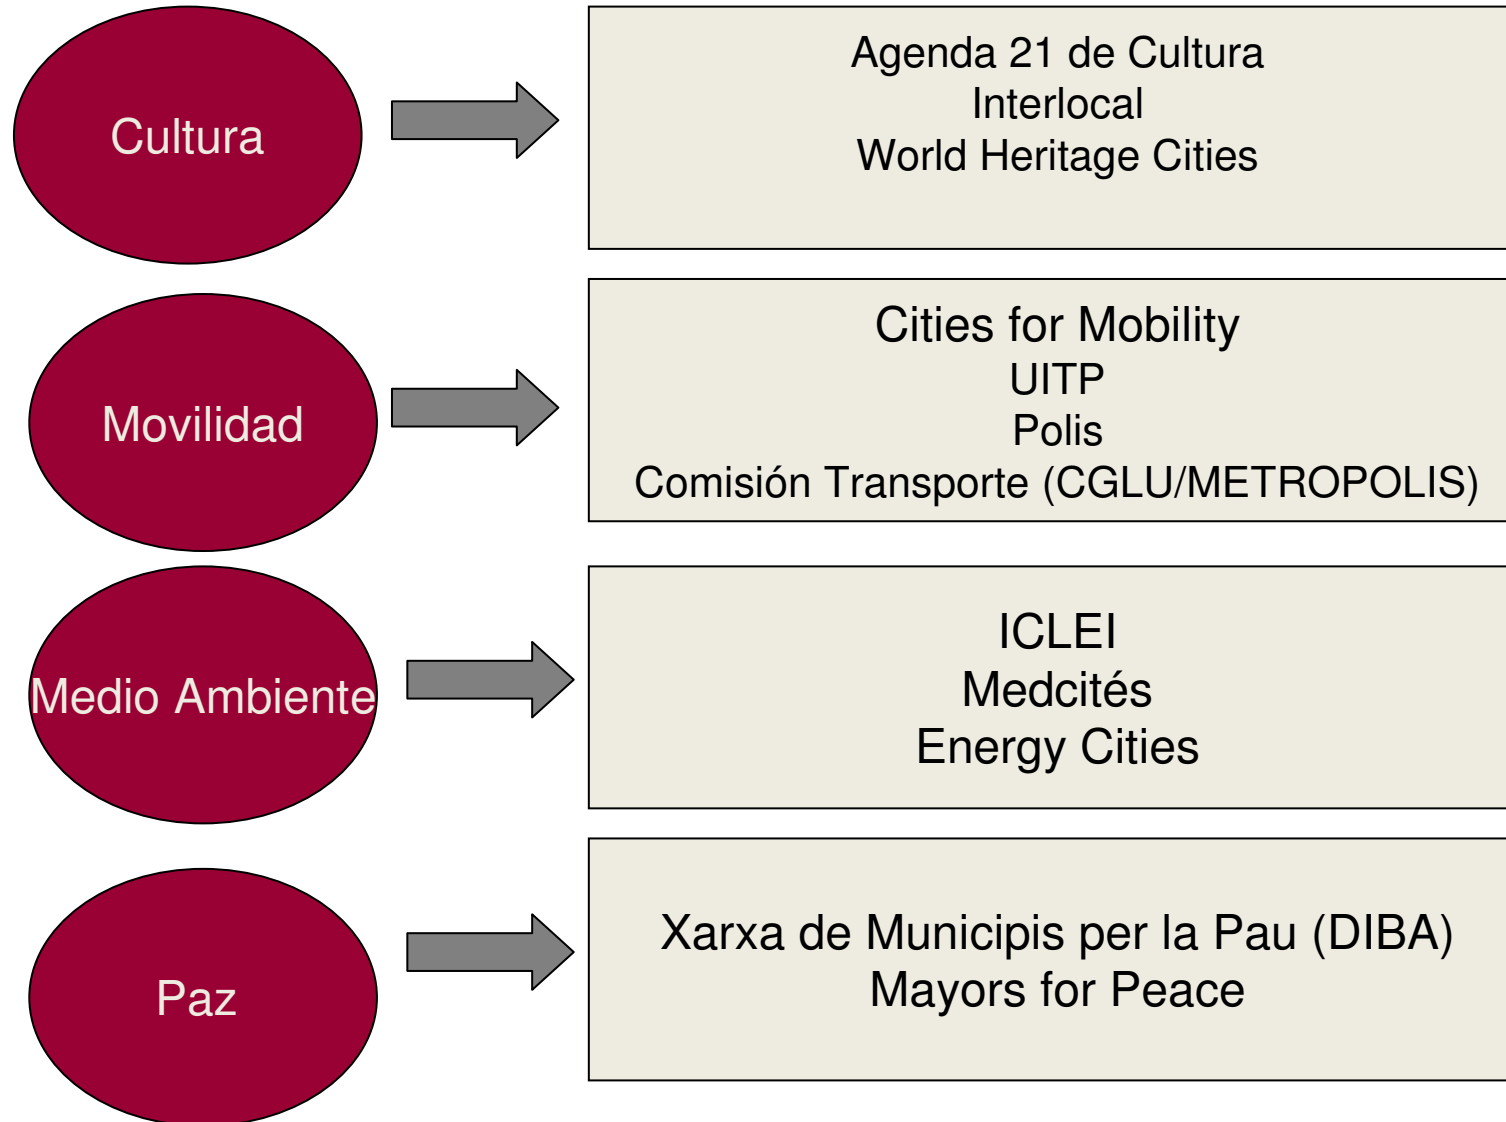 Cultura
Agenda 21 de Cultura
Interlocal
World Heritage Cities
Movilidad
Cities for Mobility
UITP
Polis
Comisión Transporte (CGLU/METROPOLIS)
Medio Ambiente
ICLEI
Medcités
Energy Cities
Paz
Xarxa de Municipis per la Pau (DIBA)
Mayors for Peace